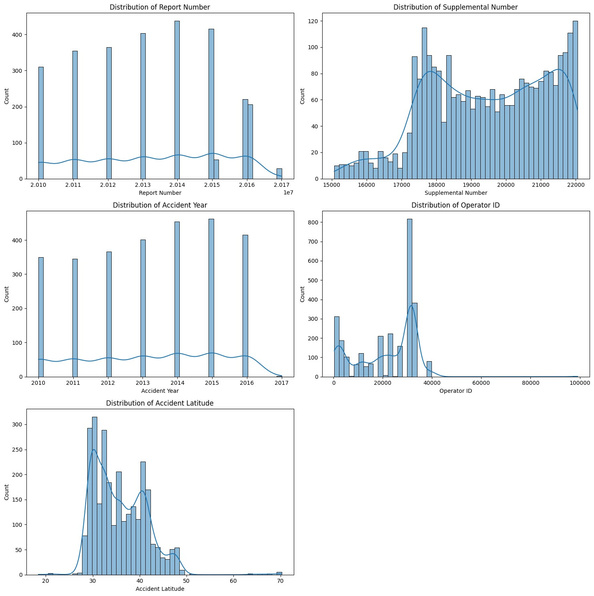 Distribution of Report Number
Count
400
300
200
100
0
2.010 2.011 2.012 2.013 2.014 2.015 2.016 2.017
1e7
Report Number
Distribution of Supplemental Number
Count
120
100
80
60
40
20
0
15000 16000 17000 18000 19000 20000 21000 22000
Supplemental Number
Distribution of Accident Year
Count
400
300
200
100
0
2010 2011 2012 2013 2014 2015 2016 2017
Accident Year
Distribution of Operator ID
Count
800
700
600
500
400
300
200
100
0
0 20000 40000 60000 80000 100000
Operator ID
Distribution of Accident Latitude
Count
300
250
200
150
100
50
0
20 30 40 50 60 70
Accident Latitude